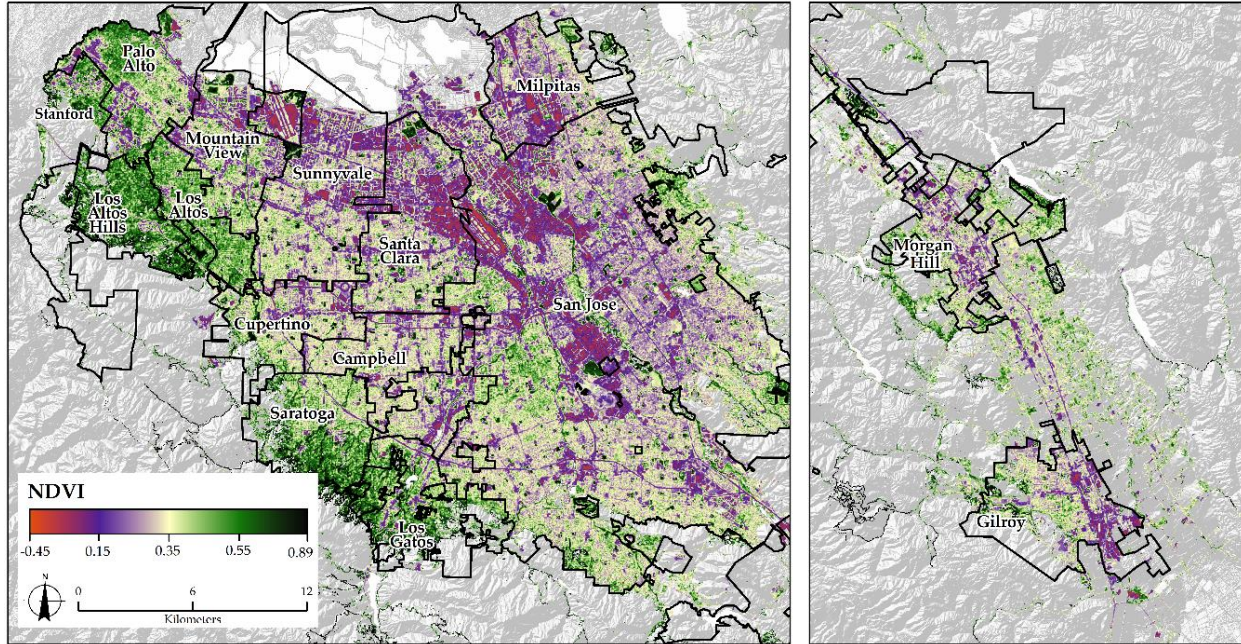 Palo
Alto
Stanford
Milpitas
Mountain
View
Sunnyvale
Los
Altos
Hills
Los
Altos
Santa
Clara
San Jose
Cupertino
Campbell
Saratoga
Los
Gatos
NDVI
-0.45 0.15 0.35 0.55 0.89
N
0 6 12
Kilometers
Morgan
Hill
Gilroy